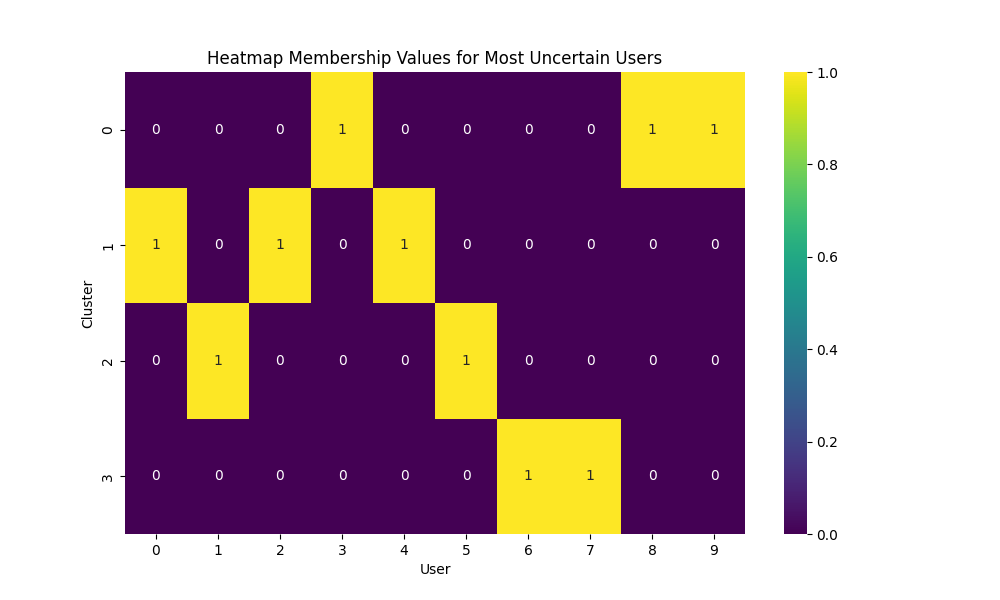 Heatmap Membership Values for Most Uncertain Users
0 0 0 0 1 0 0 0 0 1 1
1 1 0 1 0 1 0 0 0 0 0
2 0 1 0 0 0 1 0 0 0 0
3 0 0 0 0 0 0 1 1 0 0
0 1 2 3 4 5 6 7 8 9
User
Cluster
1.0
0.8
0.6
0.4
0.2
0.0